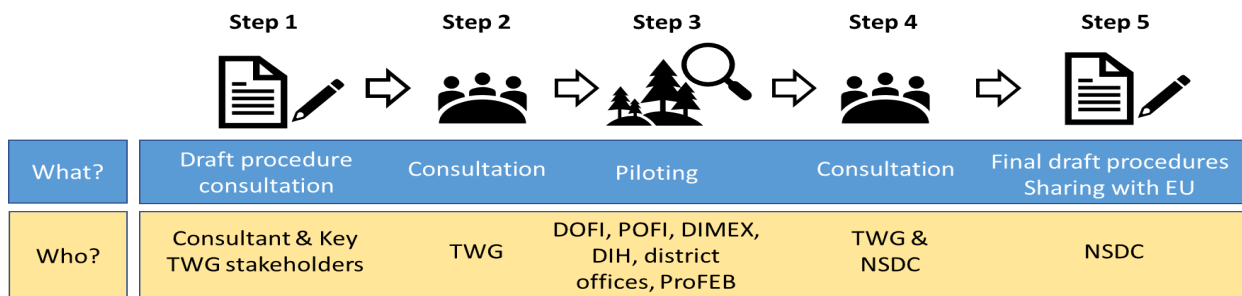 Step 1
Step 2
Step 3
Step 4
Step 5
What?
Draft procedure
consultation
Consultation
Piloting
Consultation
Final draft procedures
Sharing with EU
Who?
Consultant & Key
TWG stakeholders
TWG
DOFI, POFI, DIMEX,
DIH, district
offices, ProFEB
TWG &
NSDC
NSDC